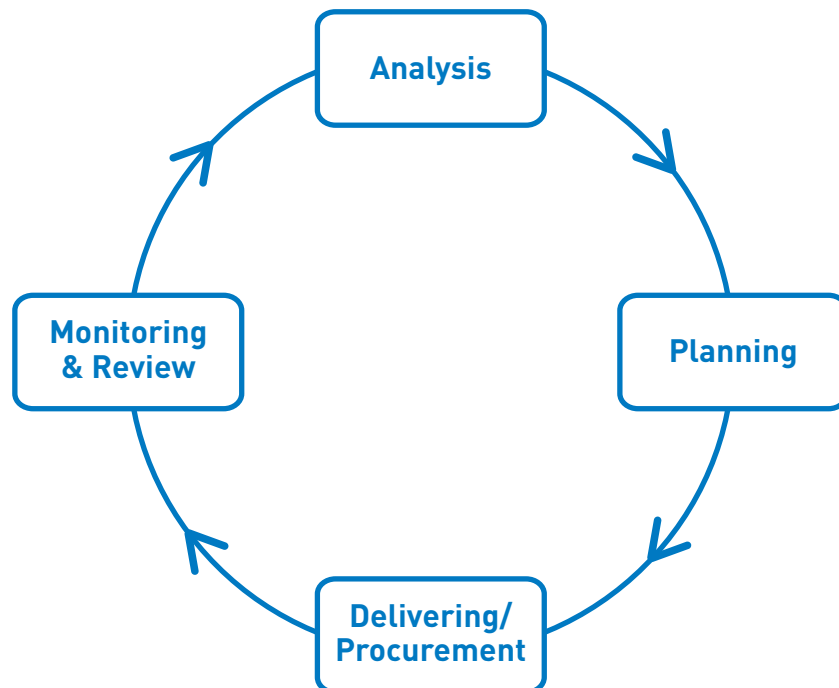 Analysis
Planning
Delivering/
Procurement
Monitoring
& Review